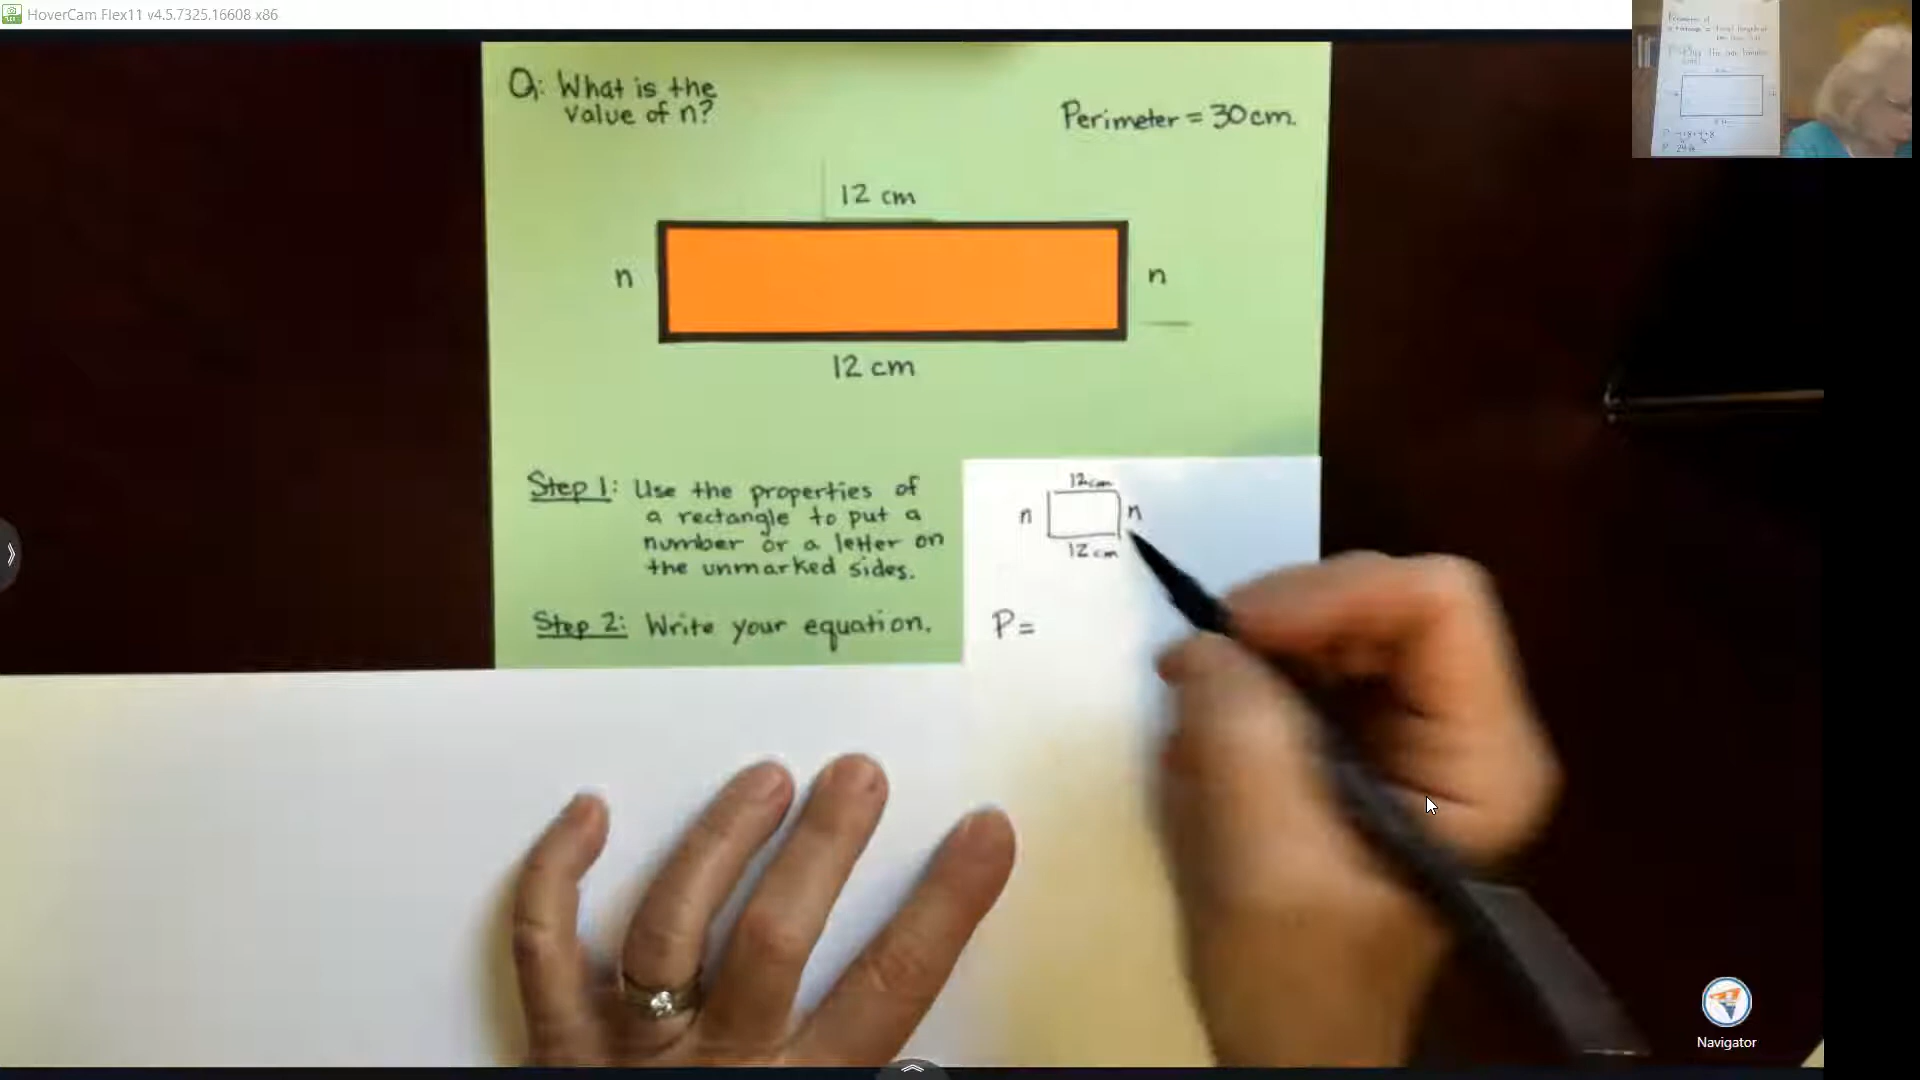 HoverCam Flex11 v4.5.7325.16608 x86
Q: What is the
value of n?
Perimeter = 30 cm.
12 cm
n
n
12 cm
Step 1: Use the properties of
a rectangle to put a
number or a letter on
the unmarked sides.
12cm
n
n
12 cm
Step 2: Write your equation.
P =
Navigator